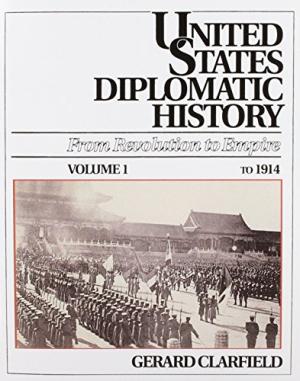 UNITED
STATES
DIPLOMATIC
HISTORY
From Revolution to Empire
VOLUME 1 TO 1914
GERARD CLARFIELD